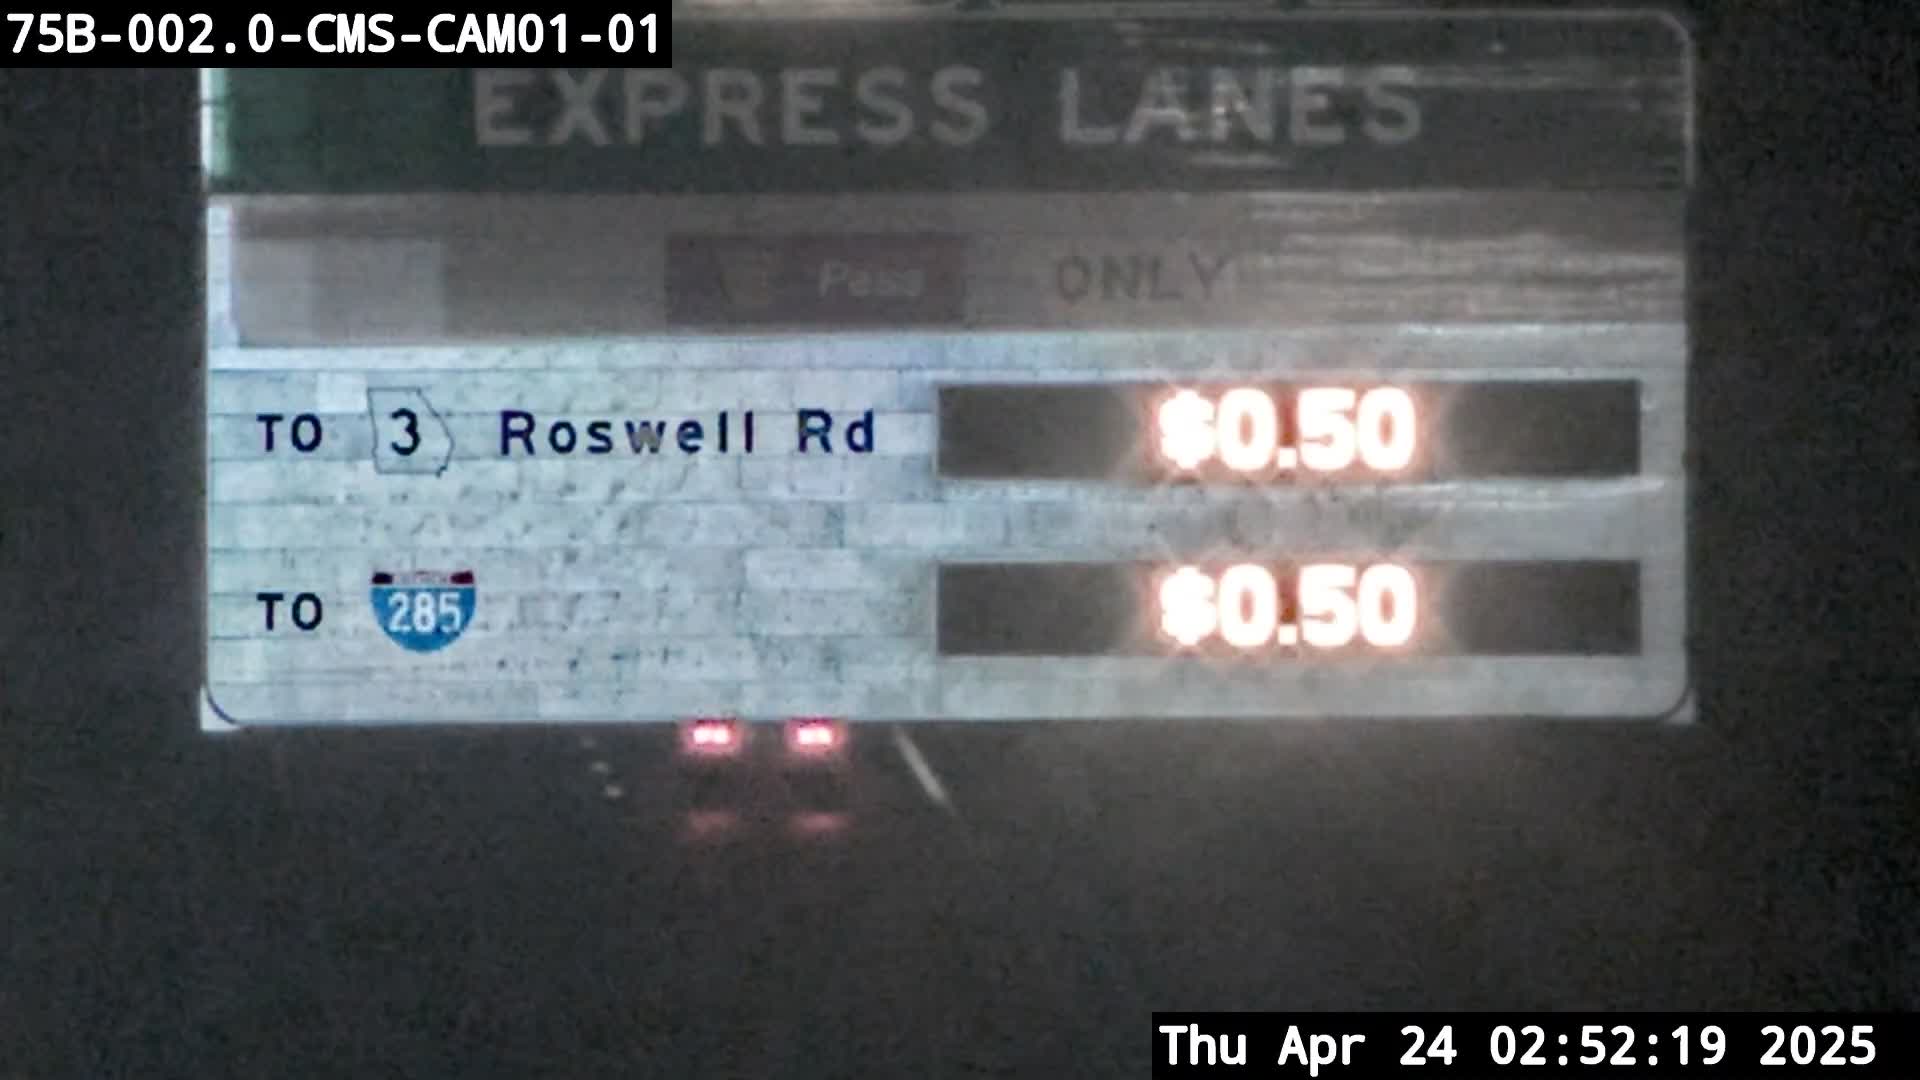 75B-002.0-CMS-CAM01-01
EXPRESS LANES
Pass ONLY
TO 3 Roswell Rd $0.50
TO 285 $0.50
Thu Apr 24 02:52:19 2025